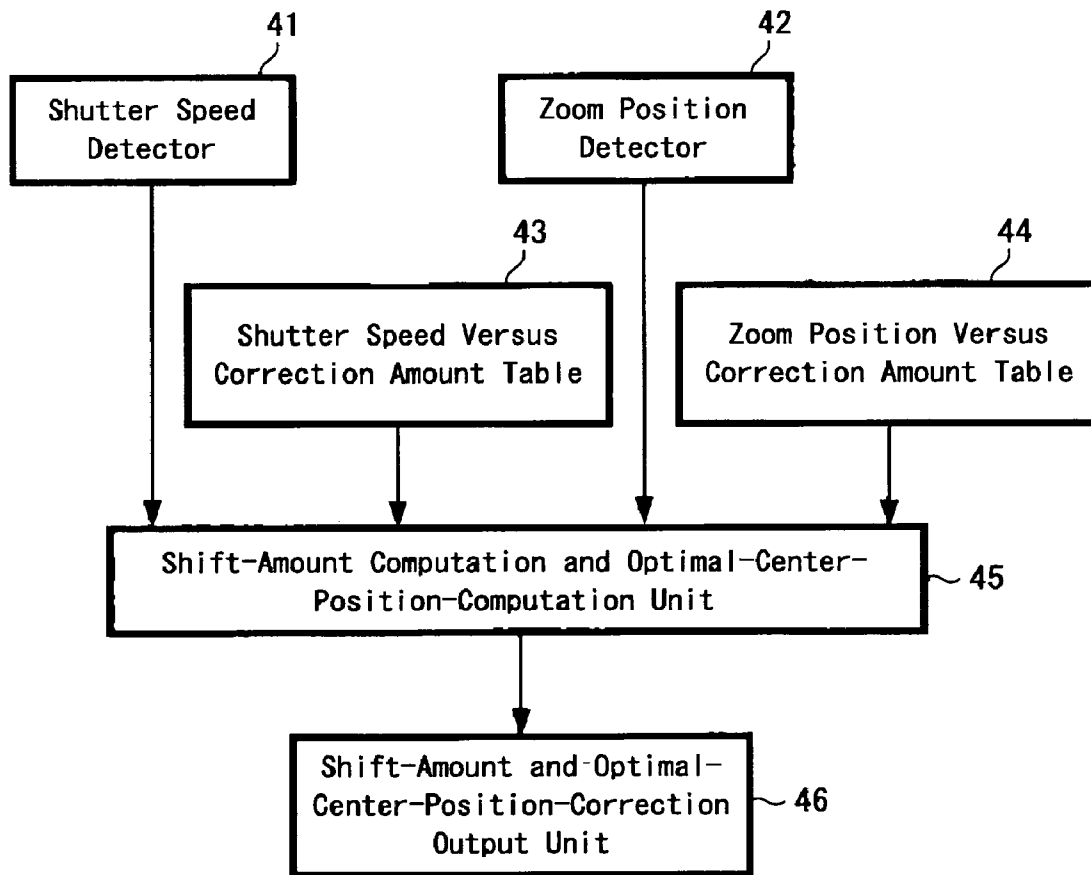 41
42
Shutter Speed
Detector
Zoom Position
Detector
43
44
Shutter Speed Versus
Correction Amount Table
Zoom Position Versus
Correction Amount Table
Shift-Amount Computation and Optimal-Center-
Position-Computation Unit
45
Shift-Amount and Optimal-
Center-Position-Correction
Output Unit
46